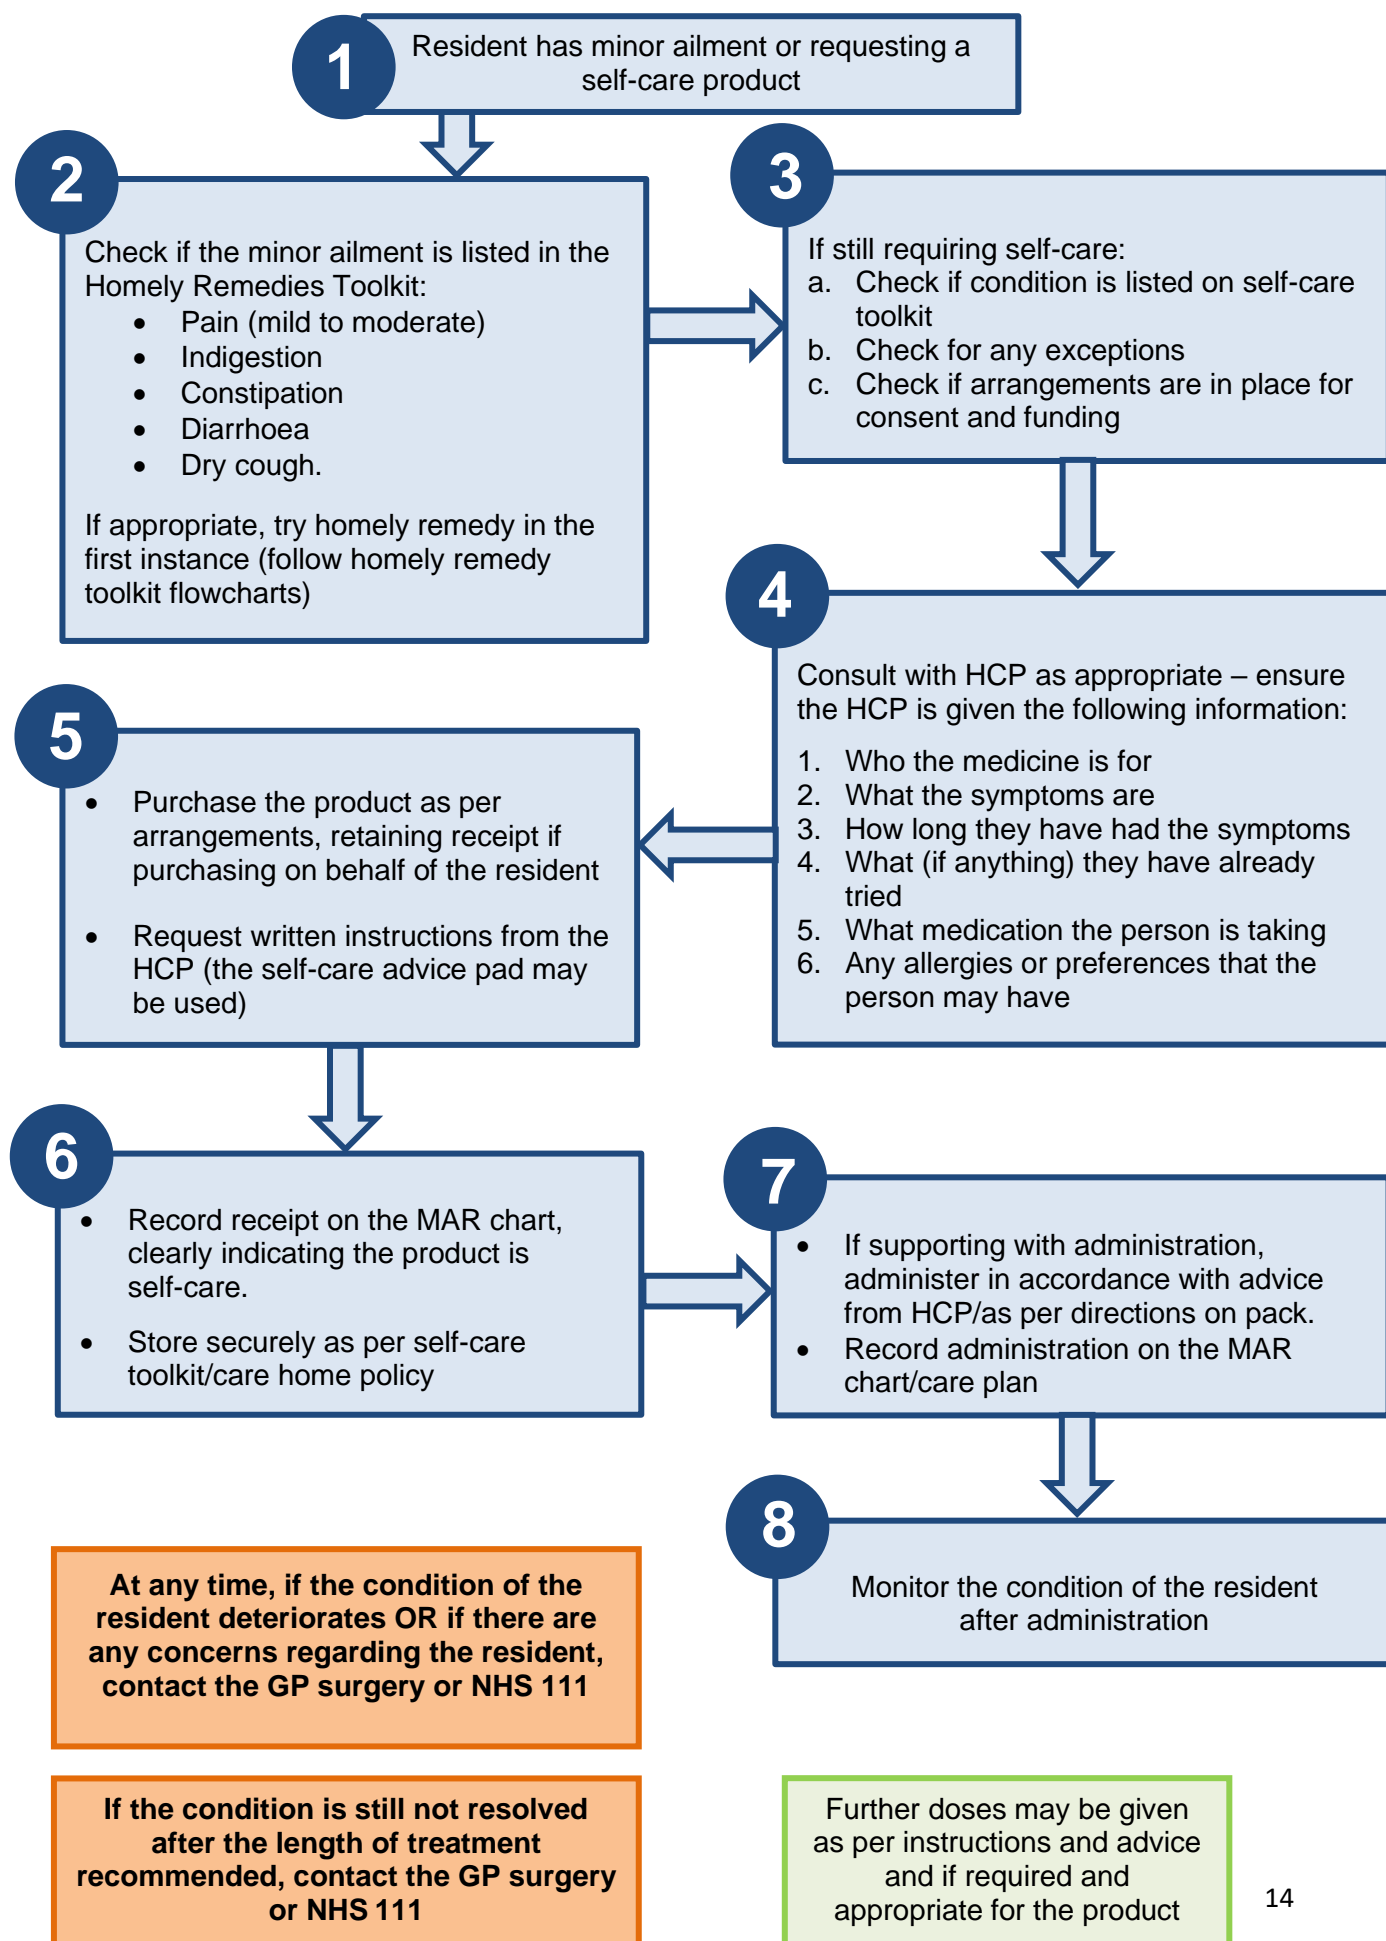 1
Resident has minor ailment or requesting a
self-care product
2
Check if the minor ailment is listed in the
Homely Remedies Toolkit:
• Pain (mild to moderate)
• Indigestion
• Constipation
• Diarrhoea
• Dry cough.
If appropriate, try homely remedy in the
first instance (follow homely remedy
toolkit flowcharts)
3
If still requiring self-care:
a. Check if condition is listed on self-care
toolkit
b. Check for any exceptions
c. Check if arrangements are in place for
consent and funding
4
Consult with HCP as appropriate – ensure
the HCP is given the following information:
1. Who the medicine is for
2. What the symptoms are
3. How long they have had the symptoms
4. What (if anything) they have already
tried
5. What medication the person is taking
6. Any allergies or preferences that the
person may have
5
• Purchase the product as per
arrangements, retaining receipt if
purchasing on behalf of the resident
• Request written instructions from the
HCP (the self-care advice pad may
be used)
6
• Record receipt on the MAR chart,
clearly indicating the product is
self-care.
• Store securely as per self-care
toolkit/care home policy
7
• If supporting with administration,
administer in accordance with advice
from HCP/as per directions on pack.
• Record administration on the MAR
chart/care plan
8
Monitor the condition of the resident
after administration
At any time, if the condition of the
resident deteriorates OR if there are
any concerns regarding the resident,
contact the GP surgery or NHS 111
If the condition is still not resolved
after the length of treatment
recommended, contact the GP surgery
or NHS 111
Further doses may be given
as per instructions and advice
and if required and
appropriate for the product
14